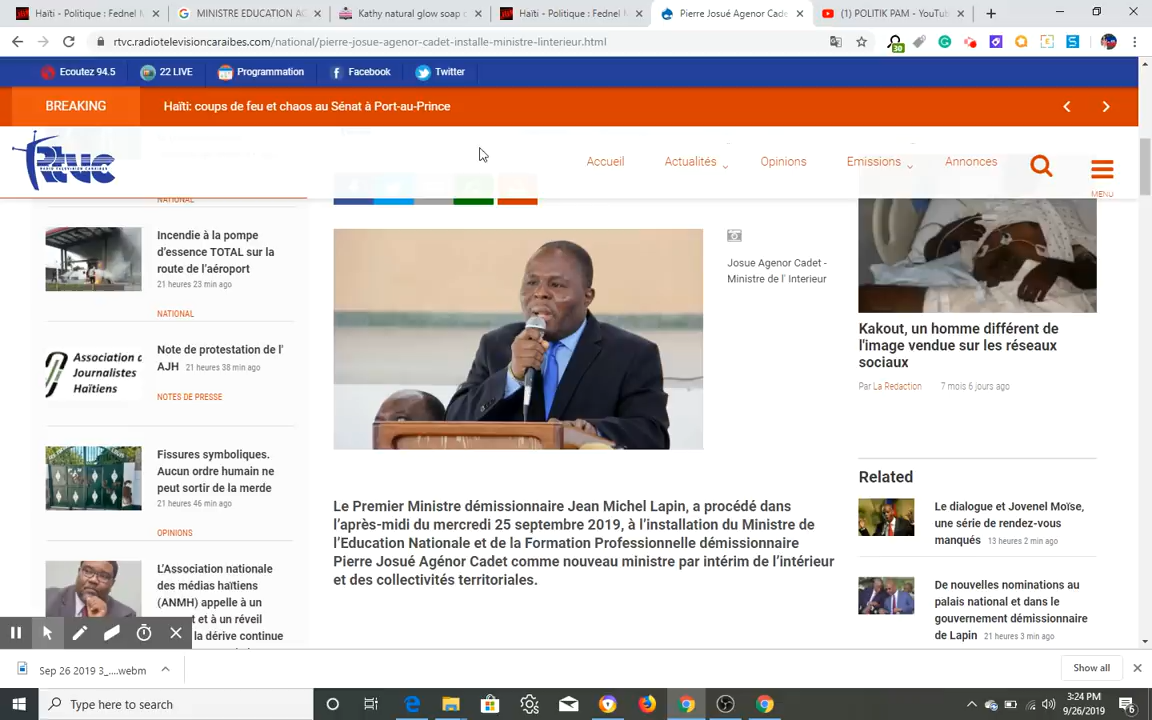 Haïti - Politique : Fednel M
MINISTRE EDUCATION AC
Kathy natural glow soap c
Haïti - Politique : Fednel M
Pierre Josué Agenor Cade
(1) POLITIK PAM - YouTu
rtvc.radiotelevisioncaraibes.com/national/pierre-josue-agenor-cadet-installe-ministre-linterieur.html
30
Ecoutez 94.5
22 LIVE
Programmation
Facebook
Twitter
BREAKING
Haïti: coups de feu et chaos au Sénat à Port-au-Prince
Rtvc
RADIO TELEVISION CARAIBE
Accueil
Actualités
Opinions
Emissions
Annonces
MENU
NATIONAL
Incendie à la pompe
d'essence TOTAL sur la
route de l'aéroport
21 heures 23 min ago
NATIONAL
Association d
Journalistes
Haïtiens
Note de protestation de l'
AJH 21 heures 38 min ago
NOTES DE PRESSE
Fissures symboliques.
Aucun ordre humain ne
peut sortir de la merde
21 heures 46 min ago
OPINIONS
L'Association nationale
des médias haïtiens
(ANMH) appelle à un
t et à un réveil
la dérive continue
Josue Agenor Cadet -
Ministre de l' Interieur
Le Premier Ministre démissionnaire Jean Michel Lapin, a procédé dans
l'après-midi du mercredi 25 septembre 2019, à l'installation du Ministre de
l'Education Nationale et de la Formation Professionnelle démissionnaire
Pierre Josué Agénor Cadet comme nouveau ministre par intérim de l'intérieur
et des collectivités territoriales.
Kakout, un homme différent de
l'image vendue sur les réseaux
sociaux
Par La Redaction 7 mois 6 jours ago
Related
Le dialogue et Jovenel Moïse,
une série de rendez-vous
manqués 13 heures 2 min ago
De nouvelles nominations au
palais national et dans le
gouvernement démissionnaire
de Lapin 21 heures 3 min ago
Sep 26 2019 3_....webm
Show all
Type here to search
3:24 PM
9/26/2019
6